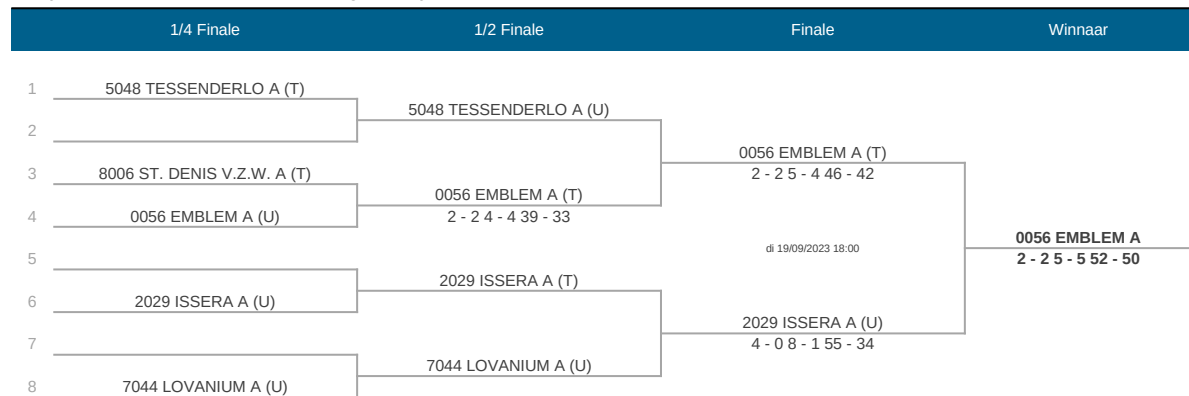 1/4 Finale 1/2 Finale Finale Winnaar
1 5048 TESSENDERLO A (T)
5048 TESSENDERLO A (U)
2
0056 EMBLEM A (T)
3 8006 ST. DENIS V.Z.W. A (T)
2 - 2 5 - 4 46 - 42
0056 EMBLEM A (T)
4 0056 EMBLEM A (U)
2 - 2 4 - 4 39 - 33
0056 EMBLEM A
di 19/09/2023 18:00
5
2 - 2 5 - 5 52 - 50
2029 ISSERA A (T)
6 2029 ISSERA A (U)
2029 ISSERA A (U)
7
4 - 0 8 - 1 55 - 34
7044 LOVANIUM A (U)
8 7044 LOVANIUM A (U)